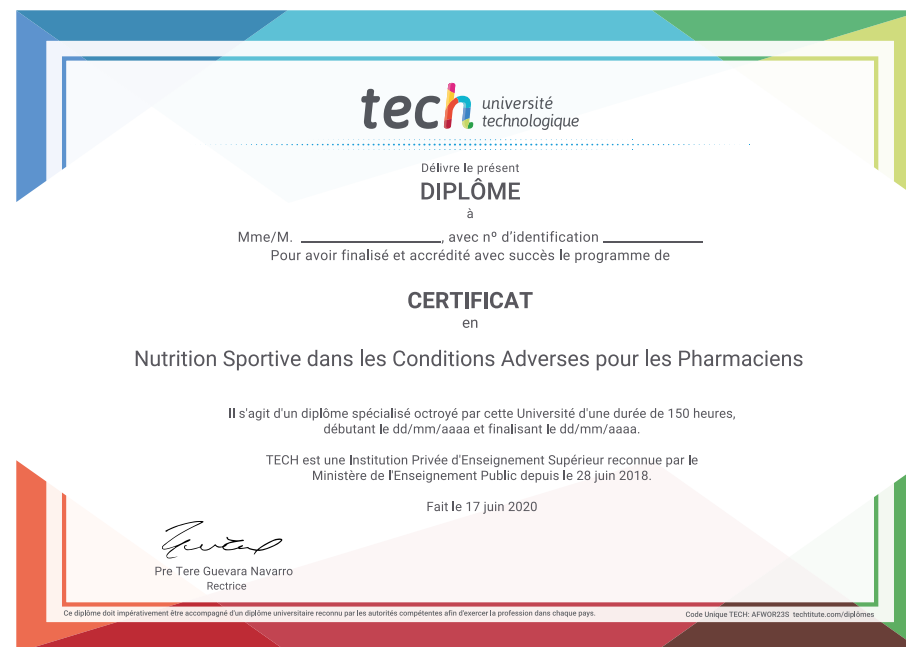 tech université
technologique
Délivre le présent
DIPLÔME
à
Mme/M. ____________________, avec nº d'identification ______________
Pour avoir finalisé et accrédité avec succès le programme de
CERTIFICAT
en
Nutrition Sportive dans les Conditions Adverses pour les Pharmaciens
Il s'agit d'un diplôme spécialisé octroyé par cette Université d'une durée de 150 heures,
débutant le dd/mm/aaaa et finalisant le dd/mm/aaaa.
TECH est une Institution Privée d'Enseignement Supérieur reconnue par le
Ministère de l'Enseignement Public depuis le 28 juin 2018.
Fait le 17 juin 2020
Pre Tere Guevara Navarro
Rectrice
Ce diplôme doit impérativement être accompagné d'un diplôme universitaire reconnu par les autorités compétentes afin d'exercer la profession dans chaque pays.
Code Unique TECH: AFWOR23S techtitute.com/diplômes